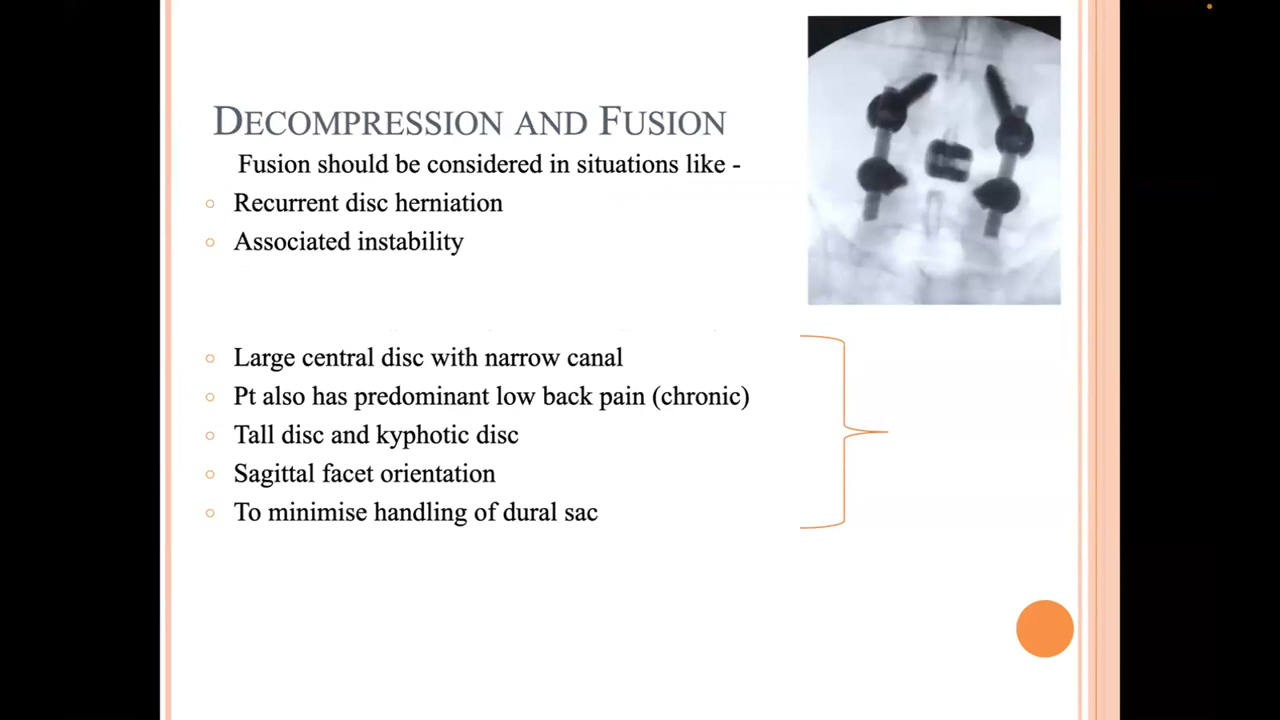 DECOMPRESSION AND FUSION
Fusion should be considered in situations like -
Recurrent disc herniation
Associated instability
Large central disc with narrow canal
Pt also has predominant low back pain (chronic)
Tall disc and kyphotic disc
Sagittal facet orientation
To minimise handling of dural sac